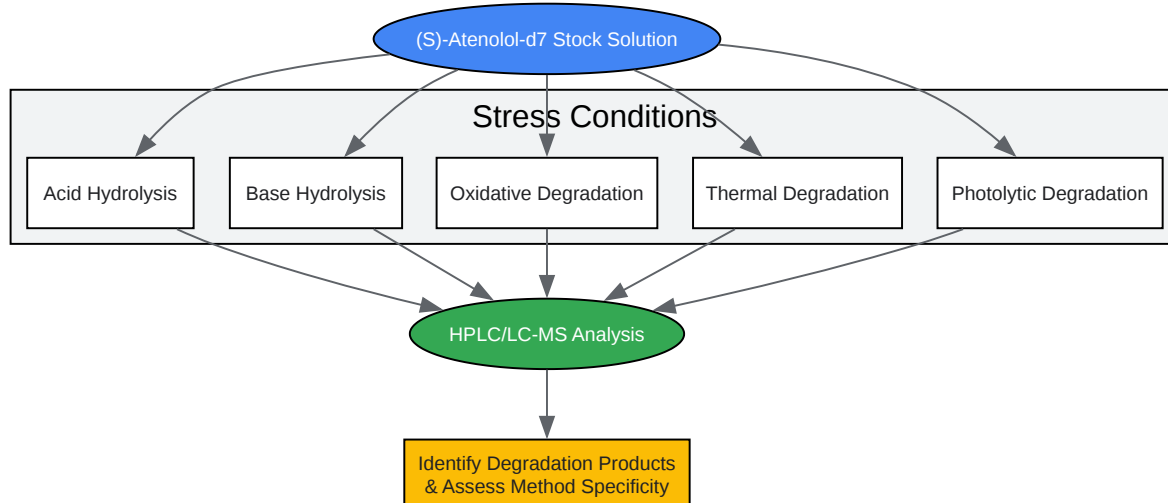 (S)-Atenolol-d7 Stock Solution
Stress Conditions
Acid Hydrolysis
Base Hydrolysis
Oxidative Degradation
Thermal Degradation
Photolytic Degradation
HPLC/LC-MS Analysis
Identify Degradation Products
& Assess Method Specificity